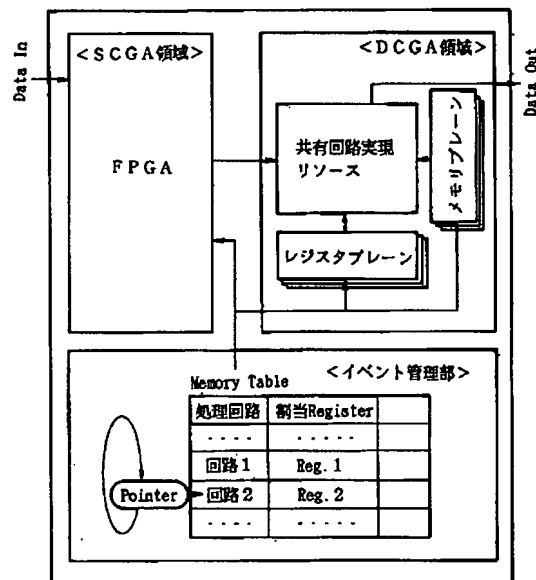 ＜SCGA領域＞
＜DCGA領域＞
Data In
Data Out
FPGA
共有回路実現
リソース
メモリプレーン
レジスタプレーン
＜イベント管理部＞
Memory Table
処理回路 割当Register
.... .....
回路1 Reg.1
Pointer 回路2 Reg.2
.... .....